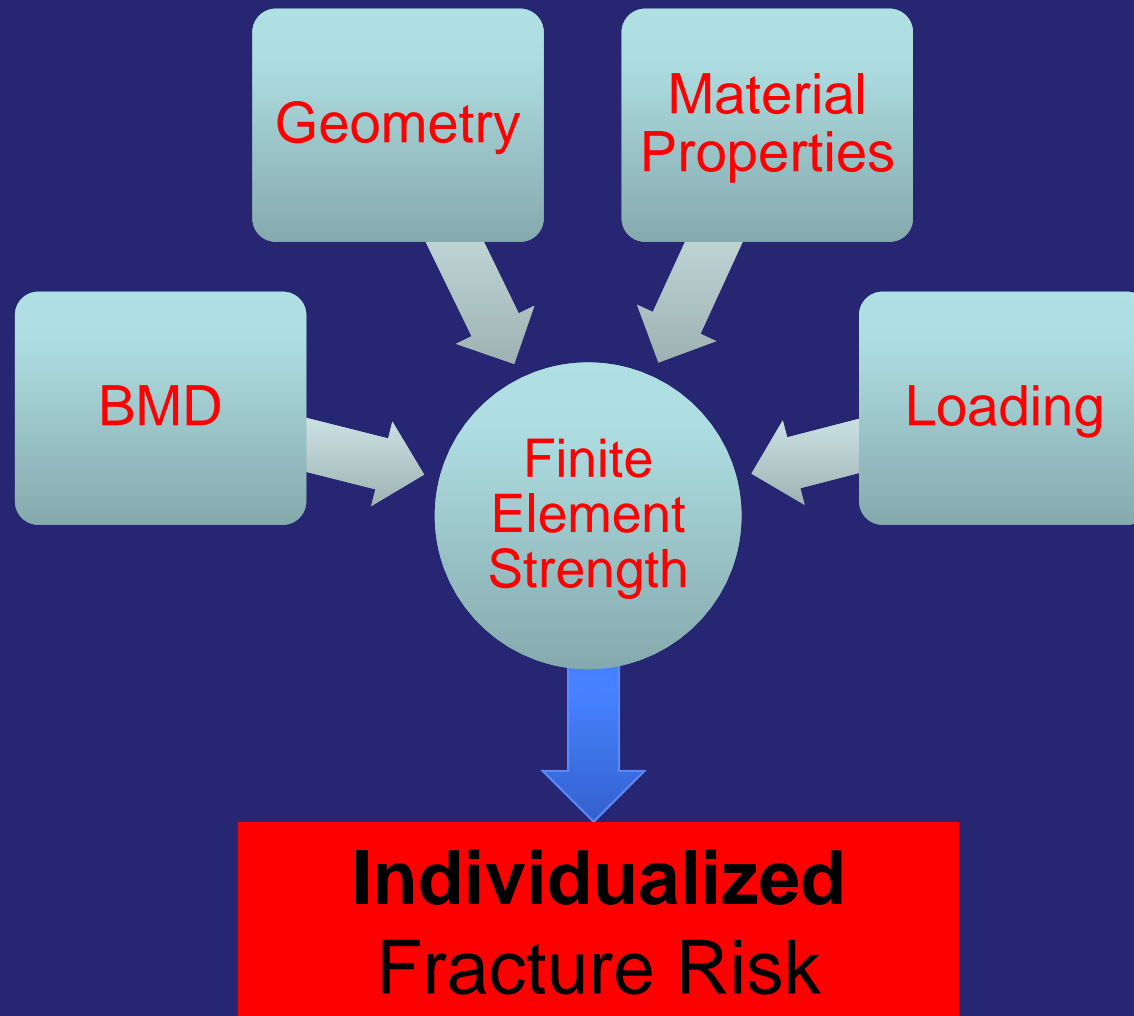 Geometry
Material
Properties
BMD
Loading
Finite
Element
Strength
Individualized
Fracture Risk